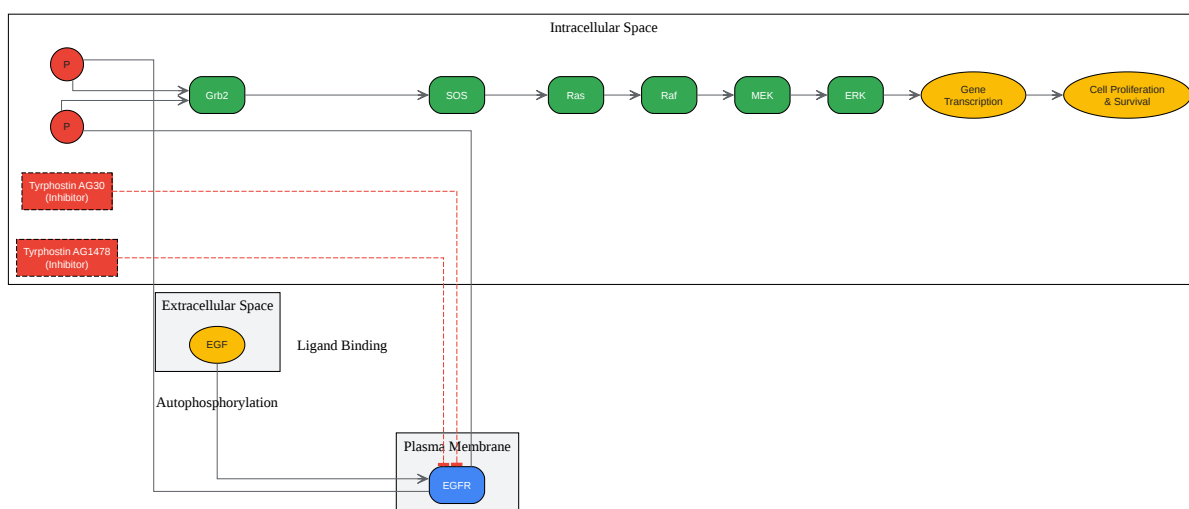 Intracellular Space
P
Grb2
SOS
Ras
Raf
MEK
ERK
Gene
Transcription
Cell Proliferation
& Survival
P
Tyrphostin AG30
(Inhibitor)
Tyrphostin AG1478
(Inhibitor)
Extracellular Space
EGF
Ligand Binding
Autophosphorylation
Plasma Membrane
EGFR